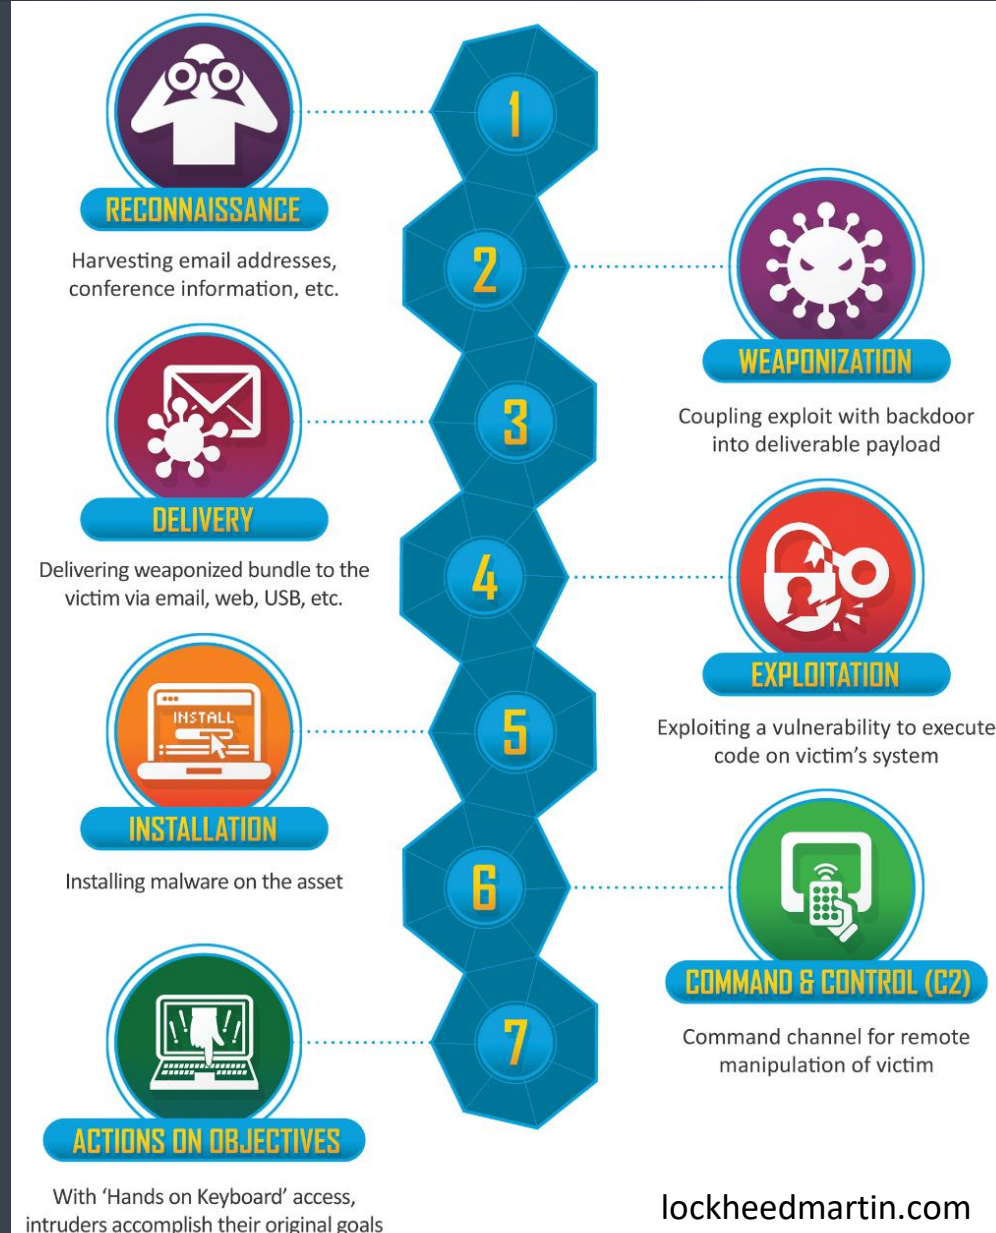 1
RECONNAISSANCE
Harvesting email addresses,
conference information, etc.
2
WEAPONIZATION
Coupling exploit with backdoor
into deliverable payload
3
DELIVERY
Delivering weaponized bundle to the
victim via email, web, USB, etc.
4
EXPLOITATION
Exploiting a vulnerability to execute
code on victim's system
5
INSTALL
INSTALLATION
Installing malware on the asset
6
COMMAND & CONTROL (C2)
Command channel for remote
manipulation of victim
7
!! !!
ACTIONS ON OBJECTIVES
With ‘Hands on Keyboard’ access,
intruders accomplish their original goals
lockheedmartin.com